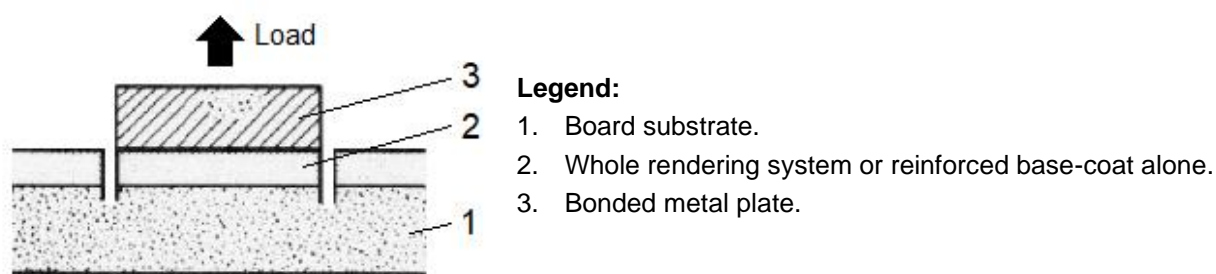 Load
3
2
1
Legend:
1. Board substrate.
2. Whole rendering system or reinforced base-coat alone.
3. Bonded metal plate.